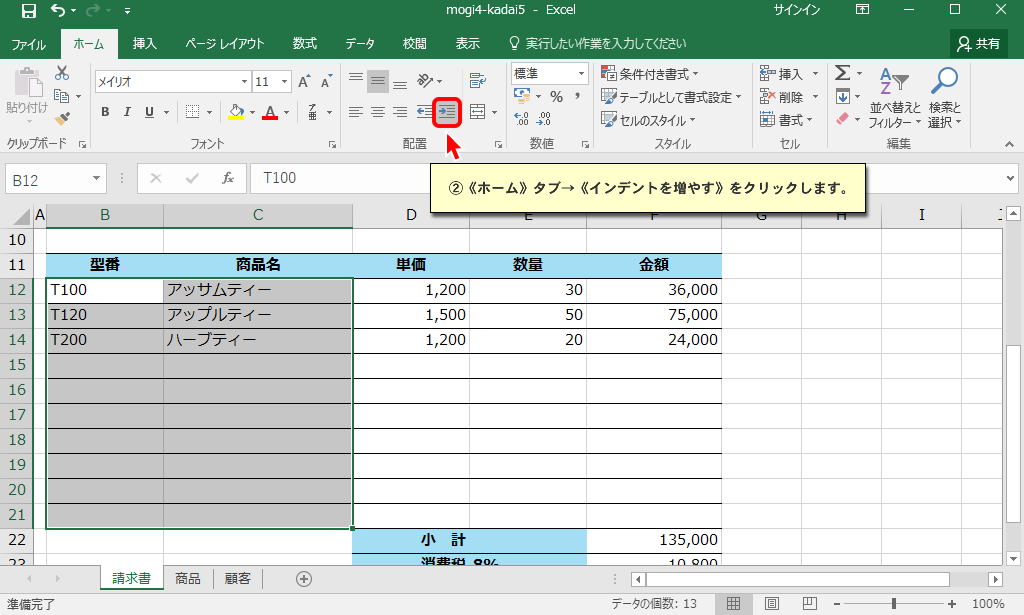 mogi4-kadai5 - Excel
サインイン
ファイル ホーム 挿入 ページ レイアウト 数式 データ 校閲 表示 実行したい作業を入力してください 共有
貼り付け
クリップボード
メイリオ 11 A A
B I U A
フォント
配置
標準
% ,
数値
条件付き書式
テーブルとして書式設定
セルのスタイル
スタイル
挿入
削除
書式
セル
Σ
並べ替えと
フィルター
検索と
選択
編集
B12 fx T100
②《ホーム》タブ→《インデントを増やす》をクリックします。
A B C D E F G H I
10
11 型番 商品名 単価 数量 金額
12 T100 アッサムティー 1,200 30 36,000
13 T120 アップルティー 1,500 50 75,000
14 T200 ハーブティー 1,200 20 24,000
15
16
17
18
19
20
21
22 小 計 135,000
23 消費税 8% 10,800
請求書 商品 顧客
準備完了 データの個数: 13 100%